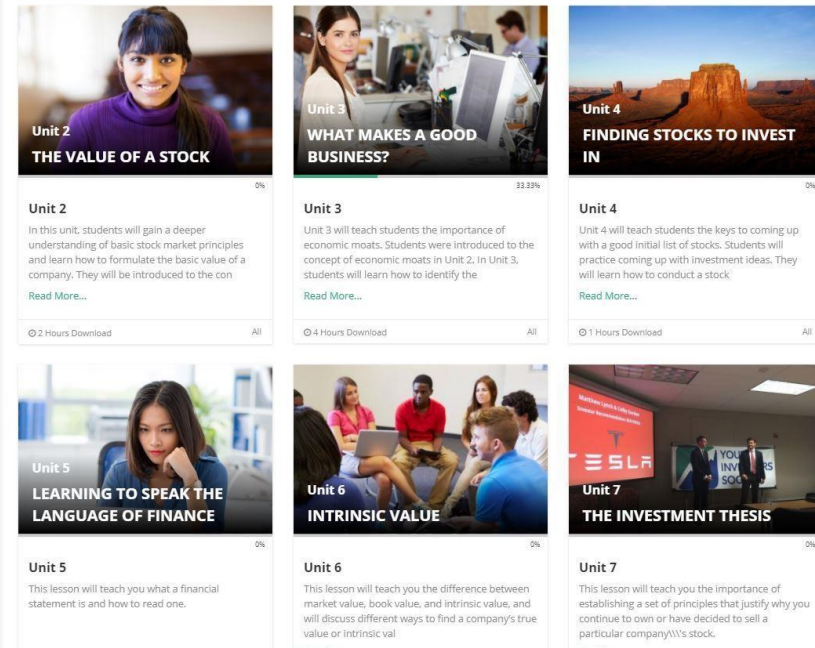 Unit 2
THE VALUE OF A STOCK
0%
Unit 2
In this unit, students will gain a deeper
understanding of basic stock market principles
and learn how to formulate the basic value of a
company. They will be introduced to the con
Read More...
2 Hours Download
All
Unit 3
WHAT MAKES A GOOD
BUSINESS?
33.33%
Unit 3
Unit 3 will teach students the importance of
economic moats. Students were introduced to the
concept of economic moats in Unit 2. In Unit 3,
students will learn how to identify the
Read More...
4 Hours Download
All
Unit 4
FINDING STOCKS TO INVEST
IN
0%
Unit 4
Unit 4 will teach students the keys to coming up
with a good initial list of stocks. Students will
practice coming up with investment ideas. They
will learn how to conduct a stock
Read More...
1 Hours Download
All
Unit 5
LEARNING TO SPEAK THE
LANGUAGE OF FINANCE
0%
Unit 5
This lesson will teach you what a financial
statement is and how to read one.
Unit 6
INTRINSIC VALUE
0%
Unit 6
This lesson will teach you the difference between
market value, book value, and intrinsic value, and
will discuss different ways to find a company's true
value or intrinsic val
TESLA
Unit 7
THE INVESTMENT THESIS
0%
Unit 7
This lesson will teach you the importance of
establishing a set of principles that justify why you
continue to own or have decided to sell a
particular company\\\'s stock.